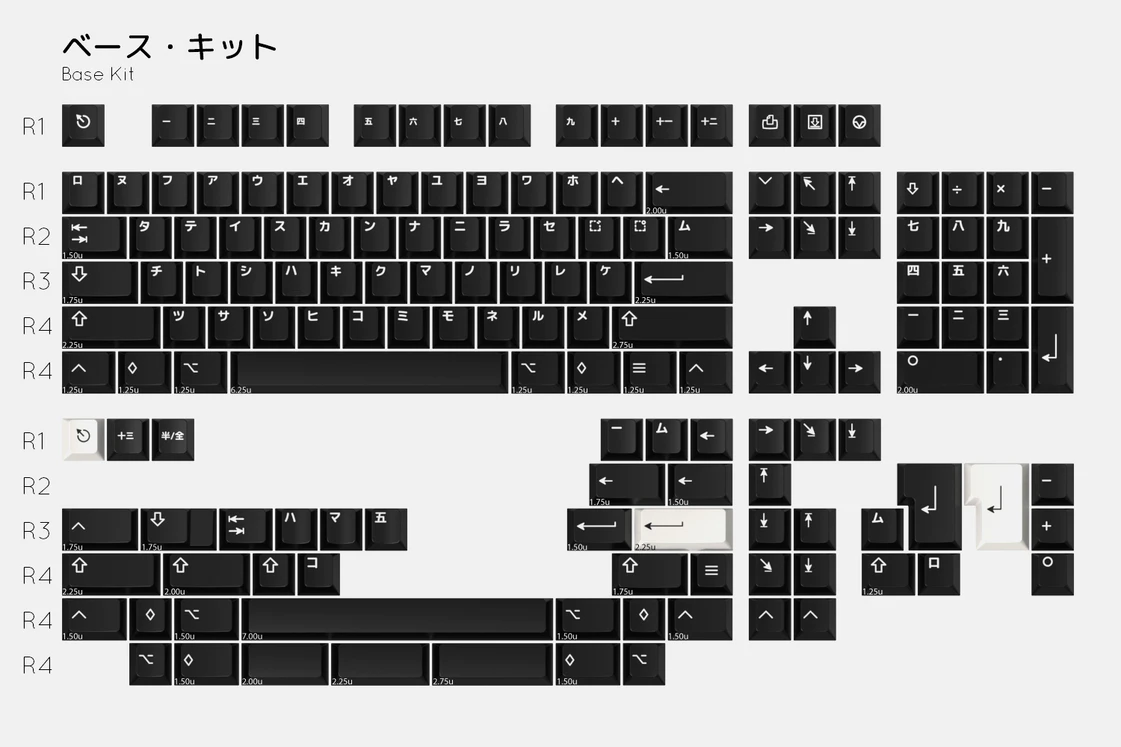 ベース・キット
Base Kit
R1 一 二 三 四 五 六 七 八 九 十 十一 十二
R1 ロ ヌ フ ア ウ エ オ ヤ ユ ヨ ワ ホ ヘ ← 2.00u ÷ × −
R2 1.50u タ テ イ ス カ ン ナ ニ ラ セ ム 1.50u → 七 八 九 +
R3 1.75u チ ト シ ハ キ ク マ ノ リ レ ケ 2.25u 四 五 六
R4 2.25u ツ サ ソ ヒ コ ミ モ ネ ル メ 2.75u ↑ 一 二 三
R4 1.25u 1.25u 1.25u 6.25u 1.25u 1.25u 1.25u 1.25u ← ↓ → 2.00u
R1 十三 半/全 ー ム ← →
R2 1.75u ← 1.50u ← −
R3 1.75u 1.75u ハ マ 五 1.50u 2.25u ム +
R4 2.25u 2.00u コ 1.75u 1.25u ロ
R4 1.50u 1.50u 7.00u 1.50u 1.50u
R4 1.50u 2.00u 2.25u 2.75u 1.50u